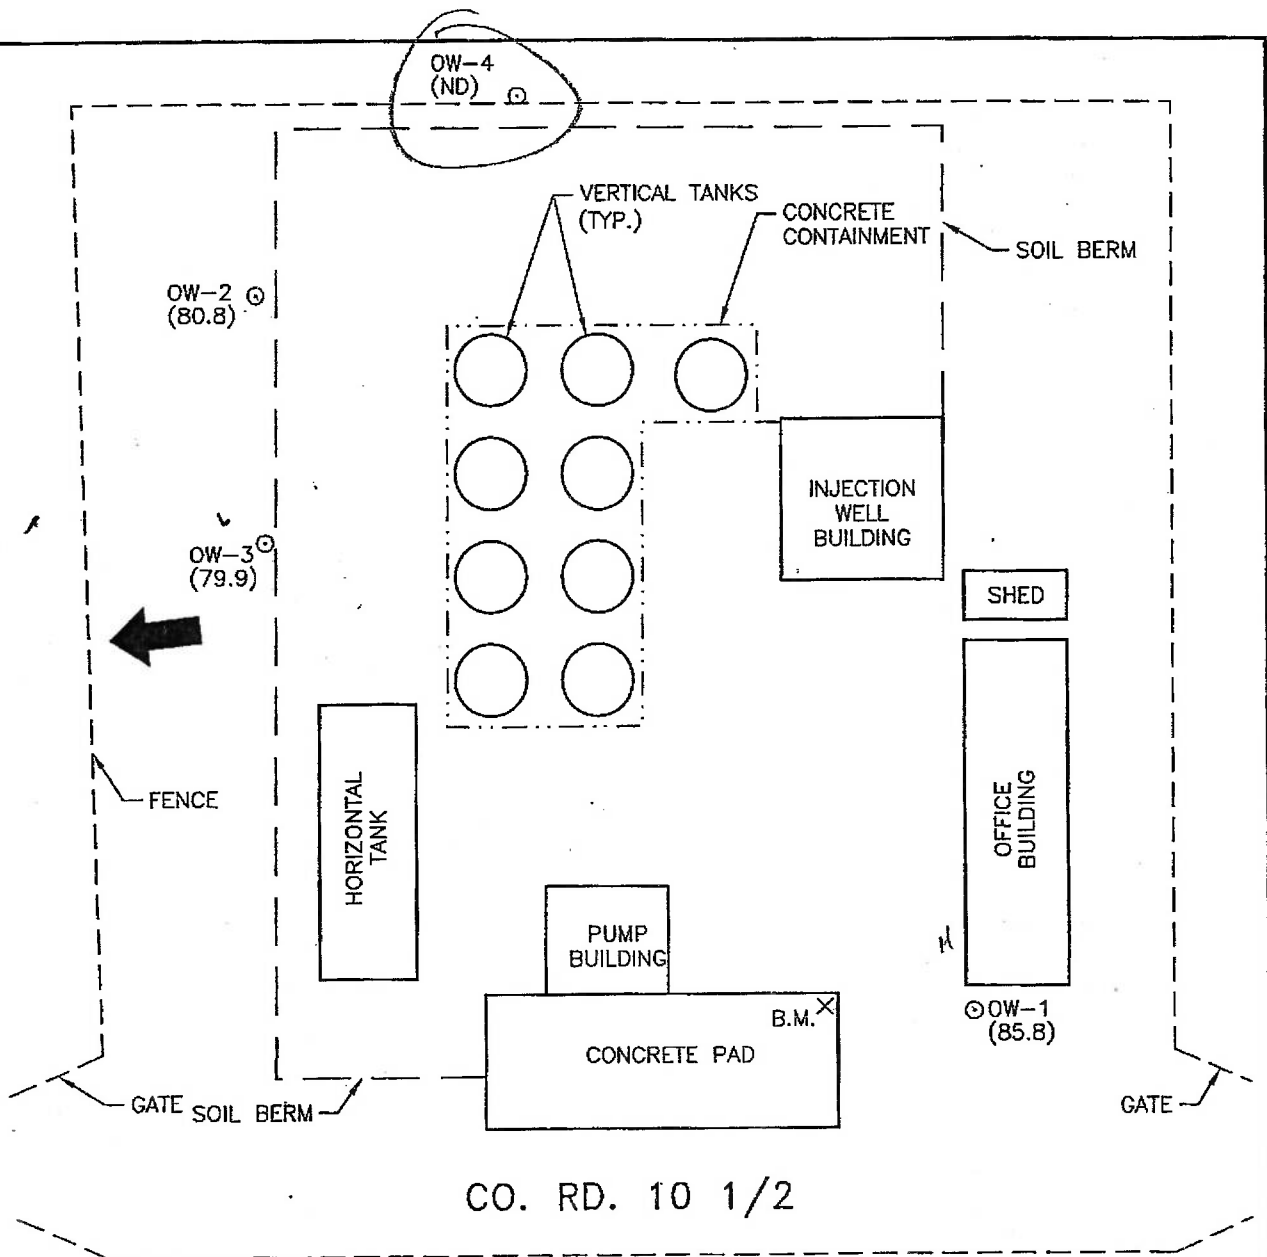 OW-4
(ND)
VERTICAL TANKS
(TYP.)
CONCRETE
CONTAINMENT
SOIL BERM
OW-2
(80.8)
INJECTION
WELL
BUILDING
OW-3
(79.9)
SHED
FENCE
HORIZONTAL
TANK
OFFICE
BUILDING
PUMP
BUILDING
B.M.
OW-1
(85.8)
CONCRETE PAD
GATE
SOIL BERM
GATE
CO. RD. 10 1/2